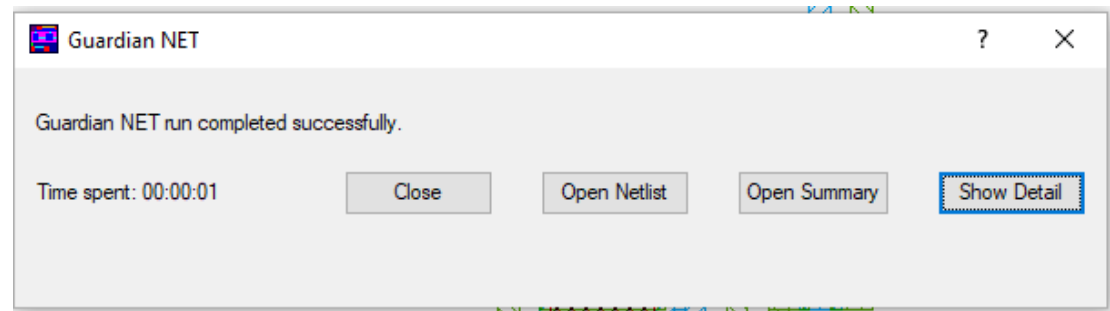 Guardian NET
?
Guardian NET run completed successfully.
Time spent: 00:00:01 Close Open Netlist Open Summary Show Detail